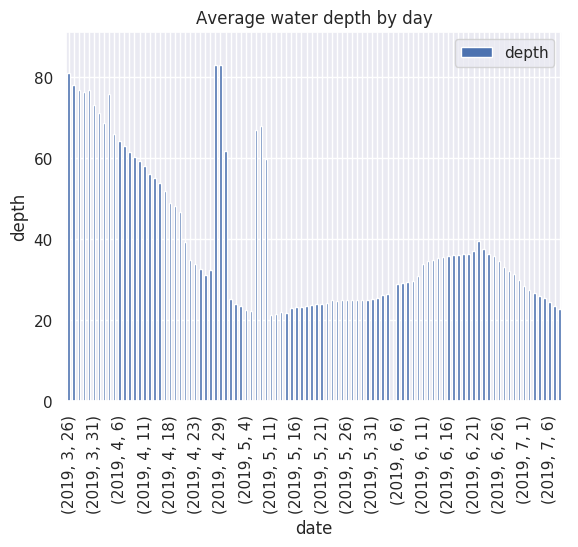 Average water depth by day
depth
80
60
40
20
0
depth
(2019, 3, 26)
(2019, 3, 31)
(2019, 4, 6)
(2019, 4, 11)
(2019, 4, 18)
(2019, 4, 23)
(2019, 4, 29)
(2019, 5, 4)
(2019, 5, 11)
(2019, 5, 16)
(2019, 5, 21)
(2019, 5, 26)
(2019, 5, 31)
(2019, 6, 6)
(2019, 6, 11)
(2019, 6, 16)
(2019, 6, 21)
(2019, 6, 26)
(2019, 7, 1)
(2019, 7, 6)
date